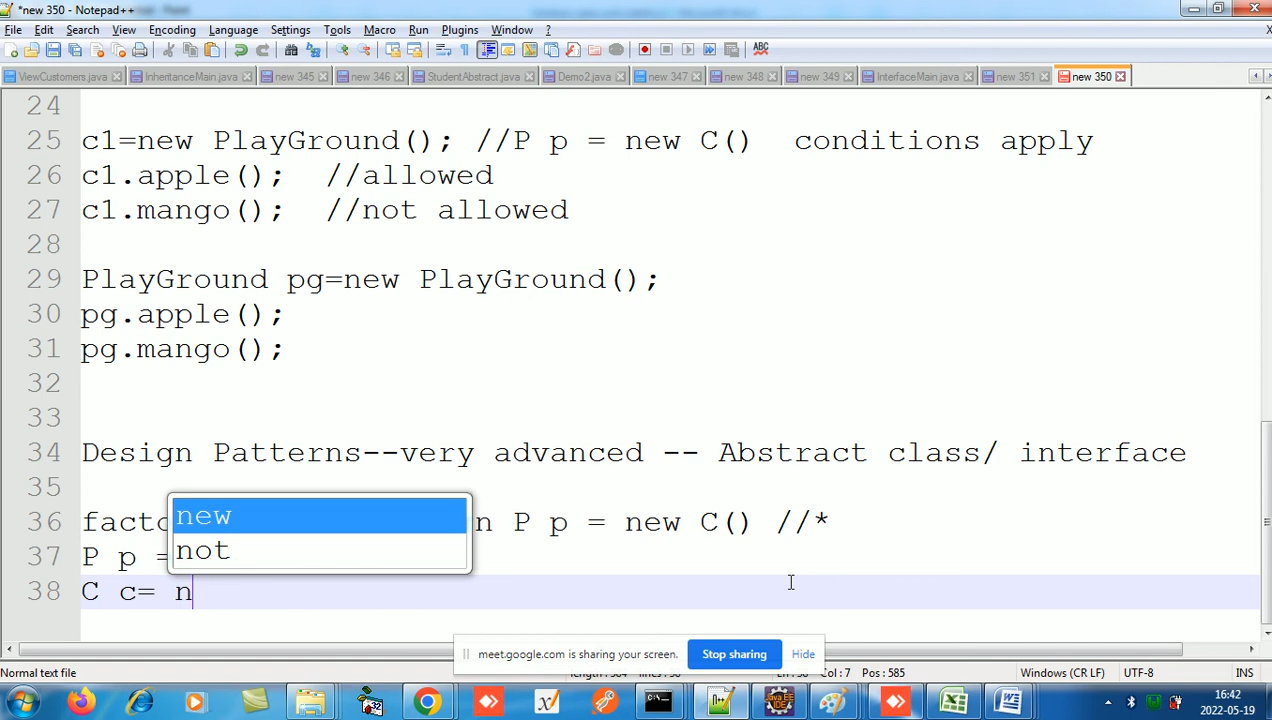 *new 350 - Notepad++
File Edit Search View Encoding Language Settings Tools Macro Run Plugins Window ? X
ViewCustomers.java InheritanceMain.java new 345 new 346 StudentAbstract.java Demo2.java new 347 new 348 new 349 InterfaceMain.java new 351 new 350
24
25 c1=new PlayGround(); //P p = new C() conditions apply
26 c1.apple(); //allowed
27 c1.mango(); //not allowed
28
29 PlayGround pg=new PlayGround();
30 pg.apple();
31 pg.mango();
32
33
34 Design Patterns--very advanced -- Abstract class/ interface
35
new
36 facto n P p = new C() //*
not
37 P p =
38 C c= n
meet.google.com is sharing your screen. Stop sharing Hide
Normal text file Col : 7 Pos : 585 Windows (CR LF) UTF-8 INS
16:42
2022-05-19